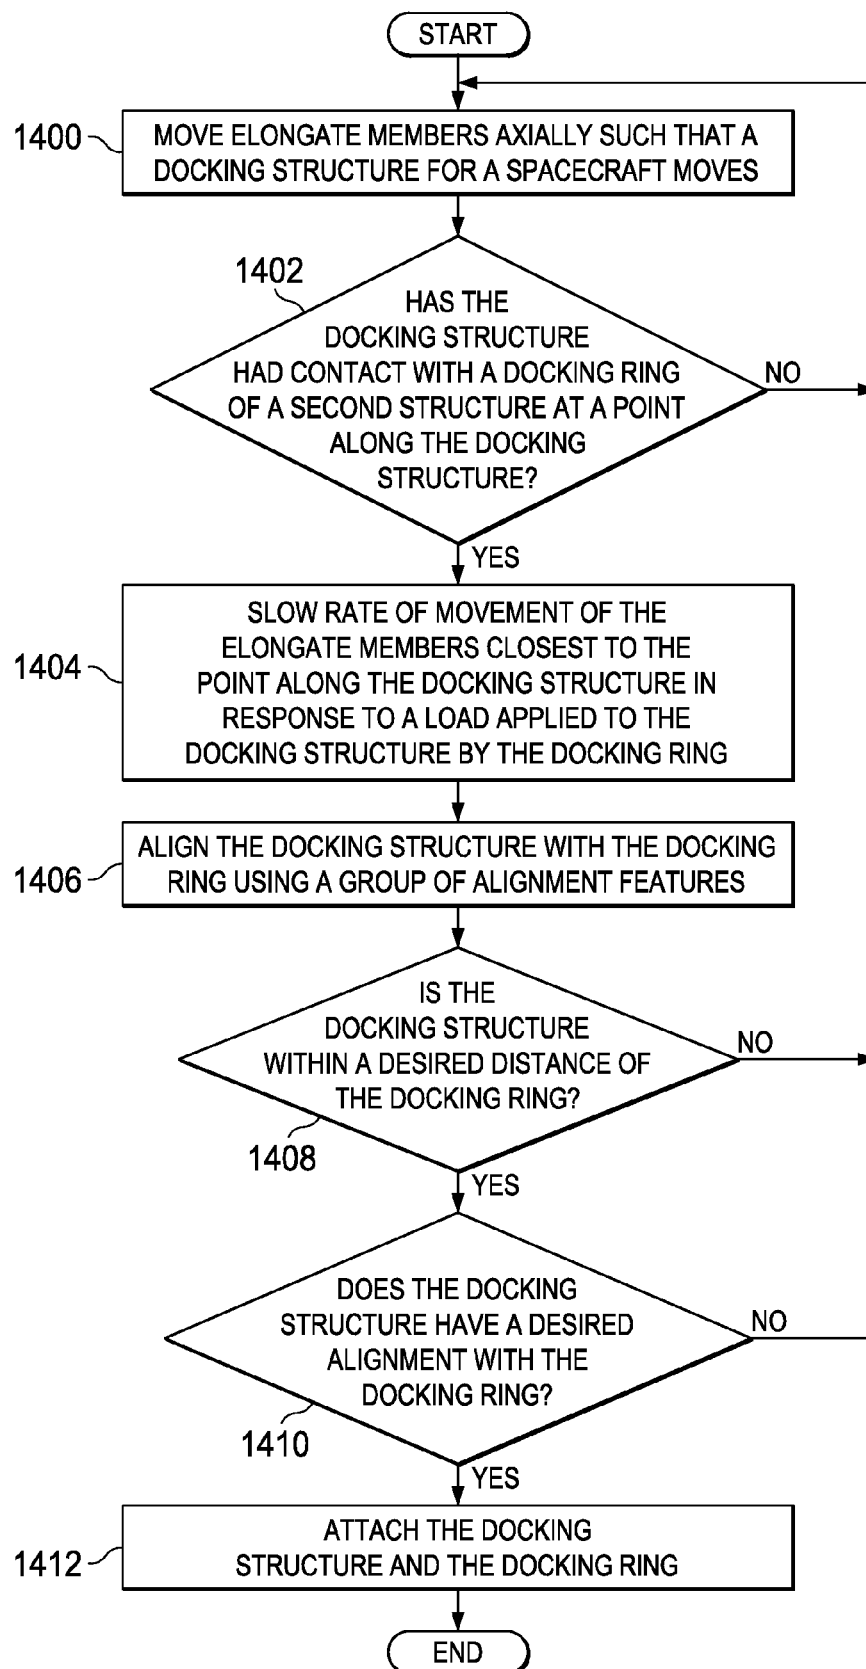 START
1400
MOVE ELONGATE MEMBERS AXIALLY SUCH THAT A
DOCKING STRUCTURE FOR A SPACECRAFT MOVES
1402
HAS THE
DOCKING STRUCTURE
HAD CONTACT WITH A DOCKING RING
OF A SECOND STRUCTURE AT A POINT
ALONG THE DOCKING
STRUCTURE?
NO
YES
1404
SLOW RATE OF MOVEMENT OF THE
ELONGATE MEMBERS CLOSEST TO THE
POINT ALONG THE DOCKING STRUCTURE IN
RESPONSE TO A LOAD APPLIED TO THE
DOCKING STRUCTURE BY THE DOCKING RING
1406
ALIGN THE DOCKING STRUCTURE WITH THE DOCKING
RING USING A GROUP OF ALIGNMENT FEATURES
IS THE
DOCKING STRUCTURE
WITHIN A DESIRED DISTANCE OF
THE DOCKING RING?
NO
1408
YES
DOES THE DOCKING
STRUCTURE HAVE A DESIRED
ALIGNMENT WITH THE
DOCKING RING?
NO
1410
YES
1412
ATTACH THE DOCKING
STRUCTURE AND THE DOCKING RING
END